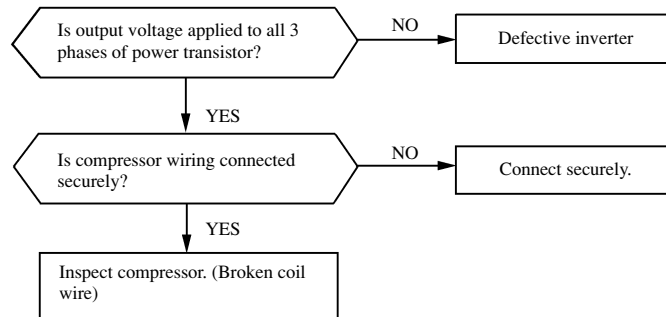 Is output voltage applied to all 3
phases of power transistor?
NO
Defective inverter
YES
Is compressor wiring connected
securely?
NO
Connect securely.
YES
Inspect compressor. (Broken coil
wire)